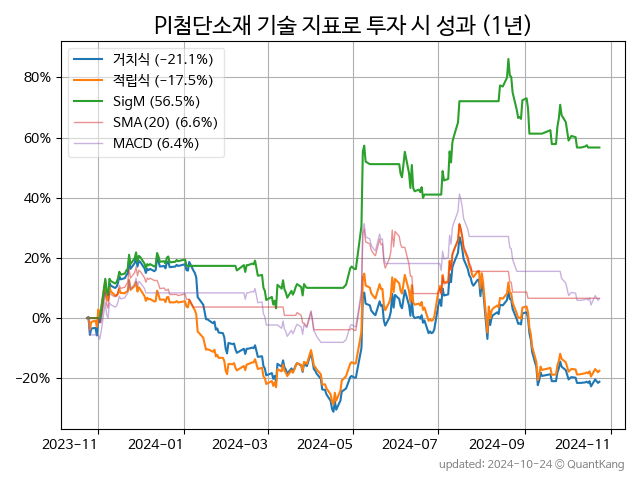 PI첨단소재 기술 지표로 투자 시 성과 (1년)
거치식 (−21.1%)
적립식 (−17.5%)
SigM (56.5%)
SMA(20) (6.6%)
MACD (6.4%)
80%
60%
40%
20%
0%
−20%
2023-11 2024-01 2024-03 2024-05 2024-07 2024-09 2024-11
updated: 2024-10-24 © QuantKang